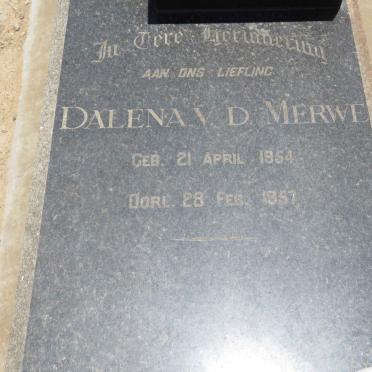 In Tere Herinnering
AAN ONS LIEFLING
DALENA V. D. MERWE
GEB. 21 APRIL 1954
OORL. 28 FEB. 1957